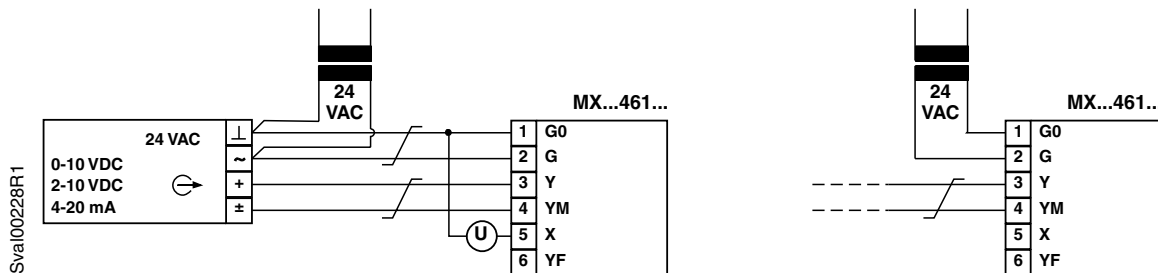 24
VAC
MX...461...
24 VAC
⊥
0-10 VDC
~
2-10 VDC
+
4-20 mA
±
1 G0
2 G
3 Y
4 YM
U
5 X
6 YF
24
VAC
MX...461...
1 G0
2 G
3 Y
4 YM
5 X
6 YF
Sval00228R1